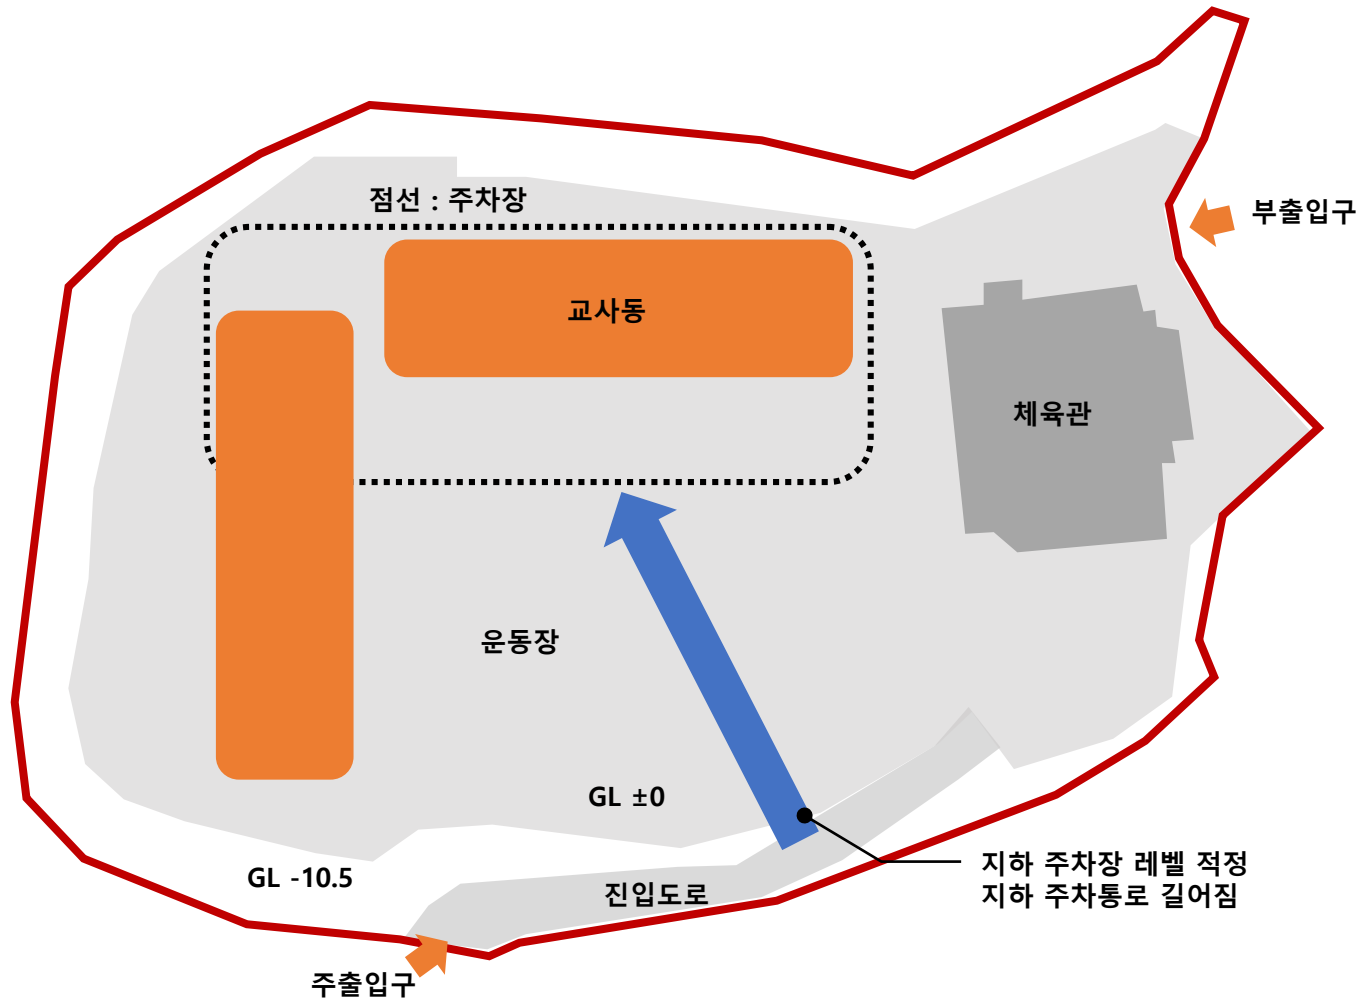 점선 : 주차장
부출입구
교사동
체육관
운동장
GL ±0
지하 주차장 레벨 적정
지하 주차통로 길어짐
GL -10.5
진입도로
주출입구